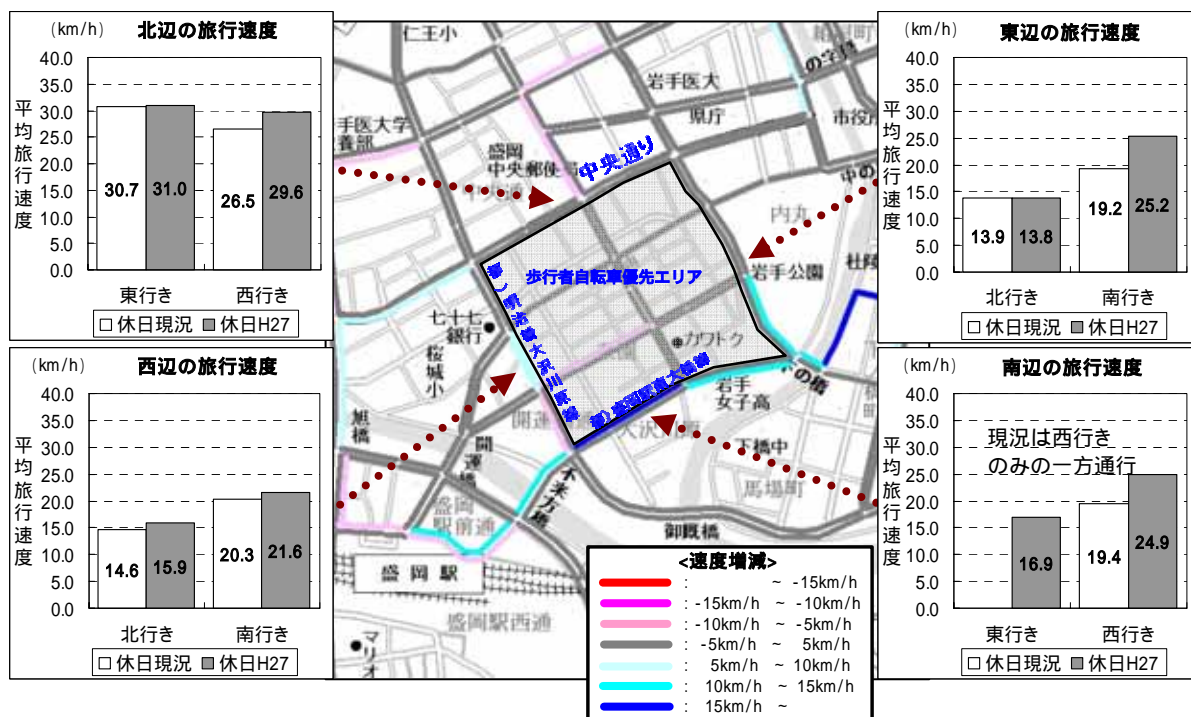 (km/h) 北辺の旅行速度
平均旅行速度
40.0
35.0
30.0
25.0
20.0
15.0
10.0
5.0
0.0
30.7
31.0
26.5
29.6
東行き 西行き
休日現況 休日H27
(km/h) 西辺の旅行速度
平均旅行速度
40.0
35.0
30.0
25.0
20.0
15.0
10.0
5.0
0.0
14.6
15.9
20.3
21.6
北行き 南行き
休日現況 休日H27
仁王小
岩手医大
県庁
市役所
手医大学
養部
盛岡
中央郵便局
中央通り
中央通
中の
内丸
岩手公園
杜陵
歩行者自転車優先エリア
七十七
銀行
桜城小
カワトク
旭橋
開運
岩手
女子高
下の橋
下橋中
馬場町
不来方橋
盛岡
駅前通
御厩橋
盛岡駅
盛岡駅西通
マリオ
<速度増減>
: ~ -15km/h
: -15km/h ~ -10km/h
: -10km/h ~ -5km/h
: -5km/h ~ 5km/h
: 5km/h ~ 10km/h
: 10km/h ~ 15km/h
: 15km/h ~
(km/h) 東辺の旅行速度
平均旅行速度
40.0
35.0
30.0
25.0
20.0
15.0
10.0
5.0
0.0
13.9
13.8
19.2
25.2
北行き 南行き
休日現況 休日H27
(km/h) 南辺の旅行速度
平均旅行速度
40.0
35.0
30.0
25.0
20.0
15.0
10.0
5.0
0.0
現況は西行き
のみの一方通行
16.9
19.4
24.9
東行き 西行き
休日現況 休日H27